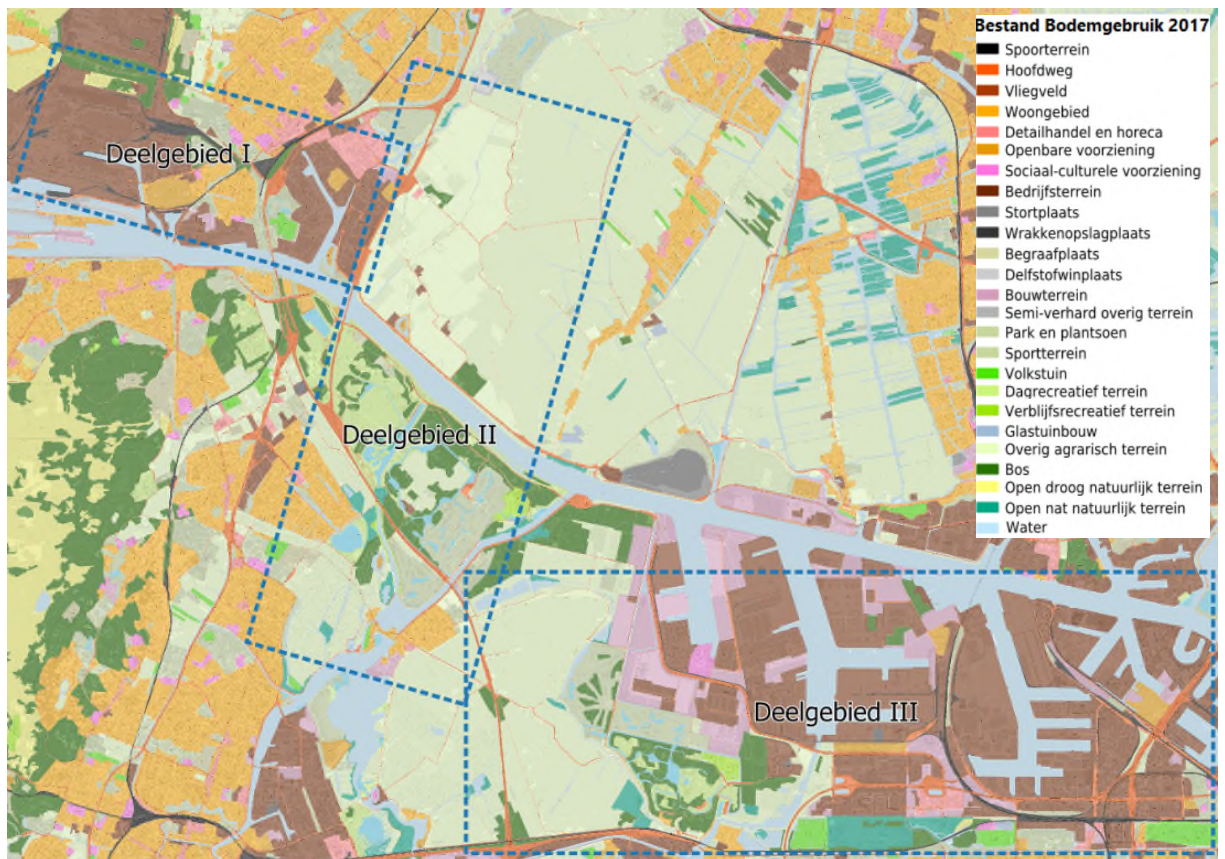 Bestand Bodemgebruik 2017
Spoorterrein
Hoofdweg
Vliegveld
Woongebied
Detailhandel en horeca
Openbare voorziening
Sociaal-culturele voorziening
Bedrijfsterrein
Stortplaats
Wrakkenopslagplaats
Begraafplaats
Delfstofwinplaats
Bouwterrein
Semi-verhard overig terrein
Park en plantsoen
Sportterrein
Volkstuin
Dagrecreatief terrein
Verblijfsrecreatief terrein
Glastuinbouw
Overig agrarisch terrein
Bos
Open droog natuurlijk terrein
Open nat natuurlijk terrein
Water
Deelgebied I
Deelgebied II
Deelgebied III